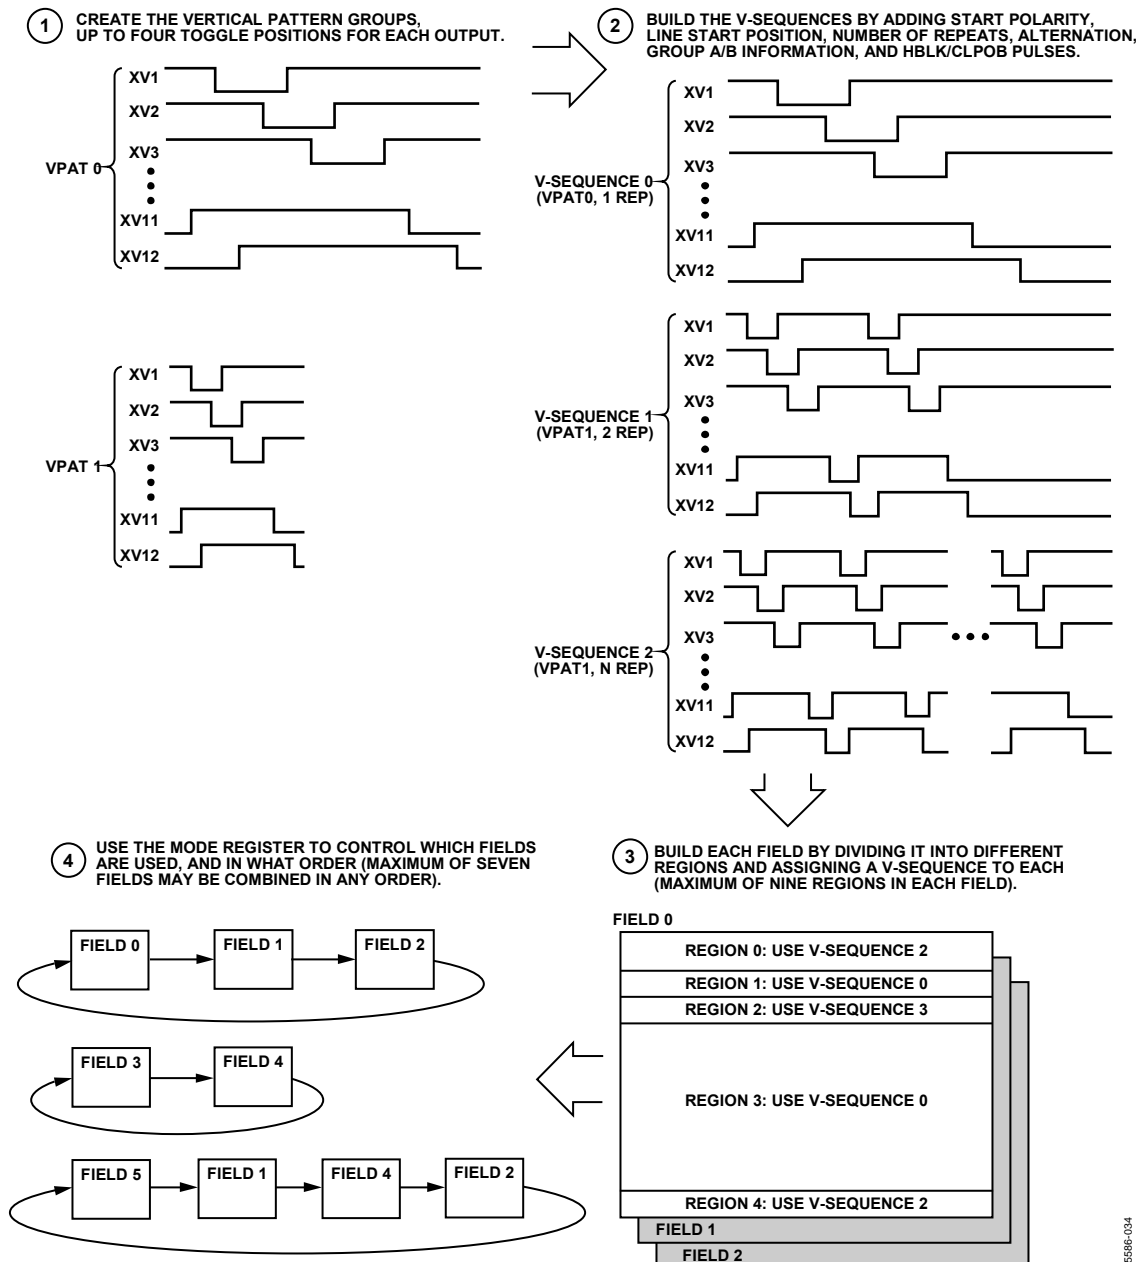 1
CREATE THE VERTICAL PATTERN GROUPS,
UP TO FOUR TOGGLE POSITIONS FOR EACH OUTPUT.
XV1
XV2
XV3
VPAT 0
XV11
XV12
XV1
XV2
XV3
VPAT 1
XV11
XV12
2
BUILD THE V-SEQUENCES BY ADDING START POLARITY,
LINE START POSITION, NUMBER OF REPEATS, ALTERNATION,
GROUP A/B INFORMATION, AND HBLK/CLPOB PULSES.
XV1
XV2
XV3
V-SEQUENCE 0
(VPAT0, 1 REP)
XV11
XV12
XV1
XV2
XV3
V-SEQUENCE 1
(VPAT1, 2 REP)
XV11
XV12
XV1
XV2
XV3
V-SEQUENCE 2
(VPAT1, N REP)
XV11
XV12
3
BUILD EACH FIELD BY DIVIDING IT INTO DIFFERENT
REGIONS AND ASSIGNING A V-SEQUENCE TO EACH
(MAXIMUM OF NINE REGIONS IN EACH FIELD).
FIELD 0
REGION 0: USE V-SEQUENCE 2
REGION 1: USE V-SEQUENCE 0
REGION 2: USE V-SEQUENCE 3
REGION 3: USE V-SEQUENCE 0
REGION 4: USE V-SEQUENCE 2
FIELD 1
FIELD 2
4
USE THE MODE REGISTER TO CONTROL WHICH FIELDS
ARE USED, AND IN WHAT ORDER (MAXIMUM OF SEVEN
FIELDS MAY BE COMBINED IN ANY ORDER).
FIELD 0
FIELD 1
FIELD 2
FIELD 3
FIELD 4
FIELD 5
FIELD 1
FIELD 4
FIELD 2
5586-034